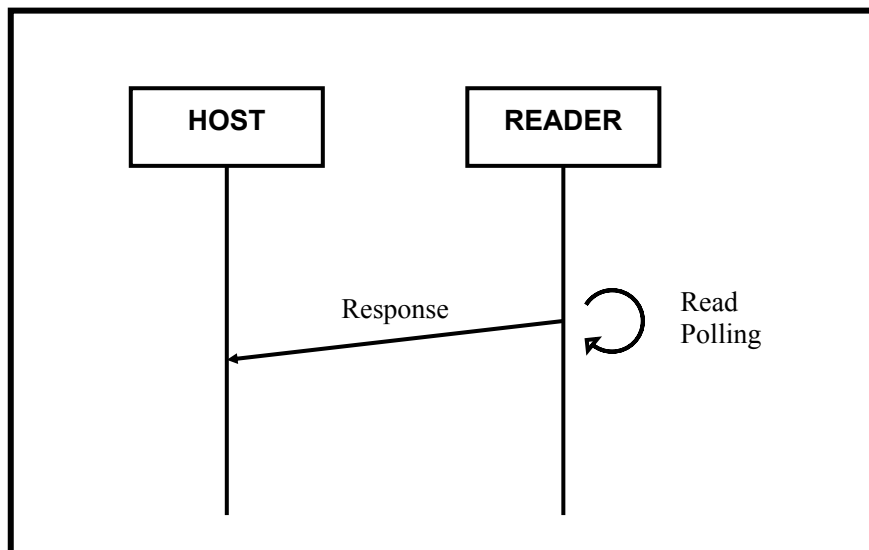 HOST
READER
Response
Read
Polling